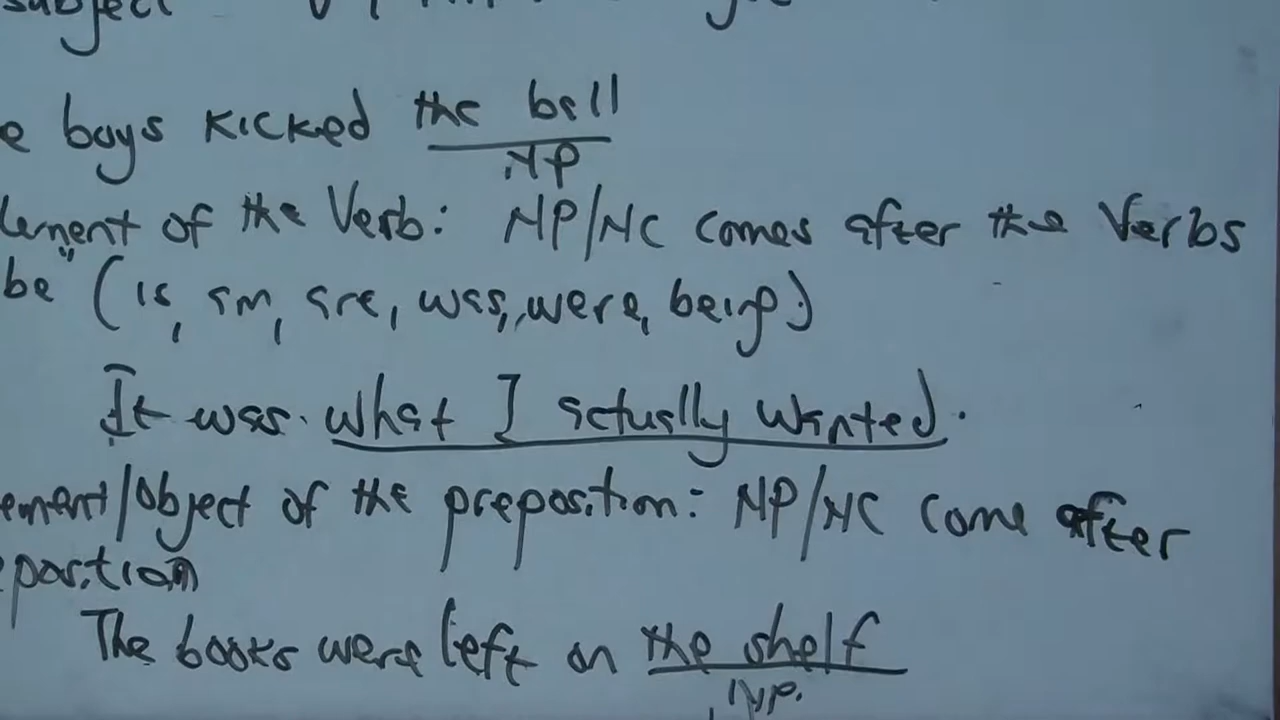 subject
e boys kicked the ball
NP
lement of the Verb: NP/NC comes after the Verbs
be" (is, am, are, was, were, being)
It was what I actually wanted.
ement/object of the preposition: NP/NC come after
position
The books were left on the shelf
NP.